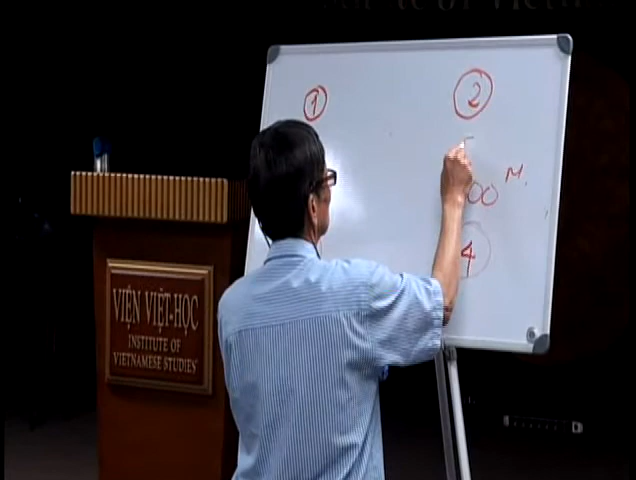 1
2
00 M.
4
VIỆN VIỆT-HỌC
INSTITUTE OF
VIETNAMESE STUDIES